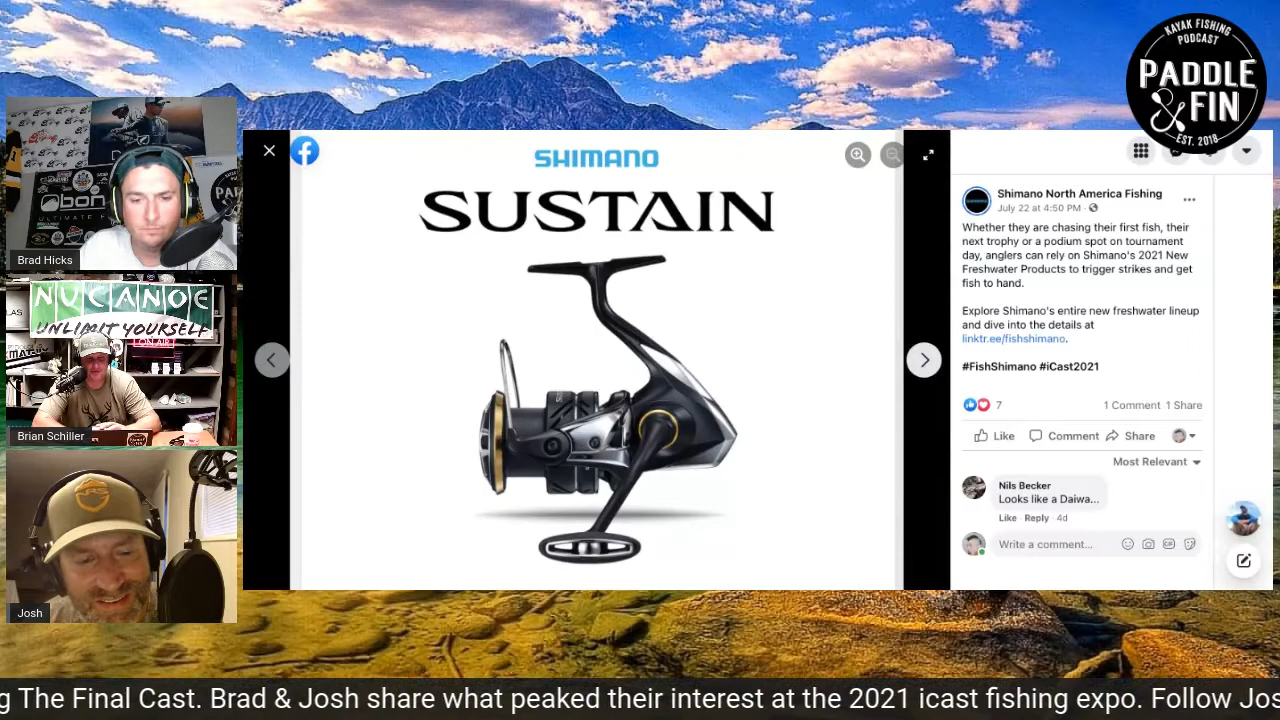 KAYAK FISHING
PODCAST
PADDLE
& FIN
EST. 2018
obon
ULTIMATE
Brad Hicks
NUCANOE
UNLIMIT YOURSELF
ON AIR
Brian Schiller
JRS
Josh
SHIMANO
SUSTAIN
Shimano North America Fishing
July 22 at 4:50 PM ·
Whether they are chasing their first fish, their
next trophy or a podium spot on tournament
day, anglers can rely on Shimano's 2021 New
Freshwater Products to trigger strikes and get
fish to hand.
Explore Shimano's entire new freshwater lineup
and dive into the details at
linktr.ee/fishshimano.
#FishShimano #iCast2021
7
1 Comment 1 Share
Like Comment Share
Most Relevant
Nils Becker
Looks like a Daiwa...
Like · Reply · 4d
Write a comment...
GIF
g The Final Cast. Brad & Josh share what peaked their interest at the 2021 icast fishing expo. Follow Jos